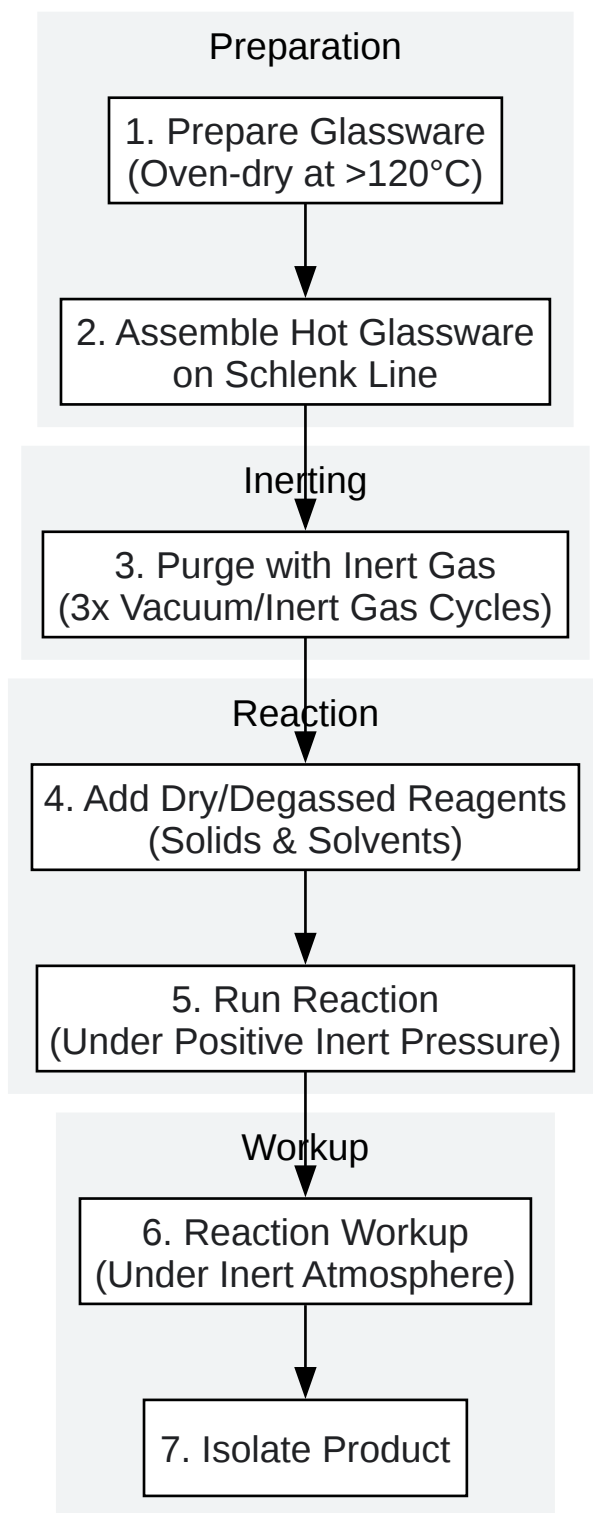 Preparation
1. Prepare Glassware
(Oven-dry at >120°C)
2. Assemble Hot Glassware
on Schlenk Line
Inerting
3. Purge with Inert Gas
(3x Vacuum/Inert Gas Cycles)
Reaction
4. Add Dry/Degassed Reagents
(Solids & Solvents)
5. Run Reaction
(Under Positive Inert Pressure)
Workup
6. Reaction Workup
(Under Inert Atmosphere)
7. Isolate Product